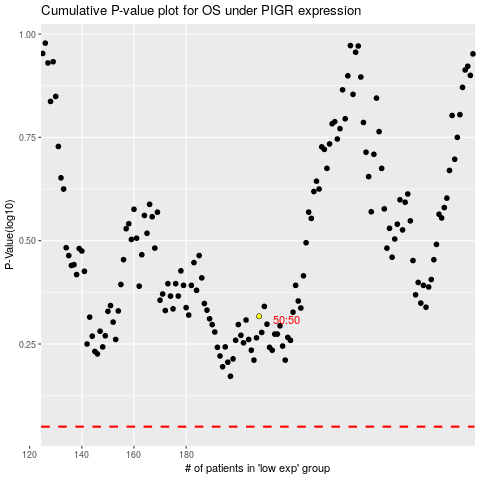 Cumulative P-value plot for OS under PIGR expression
P-Value(log10)
1.00
0.75
0.50
0.25
50:50
120 140 160 180
# of patients in 'low exp' group